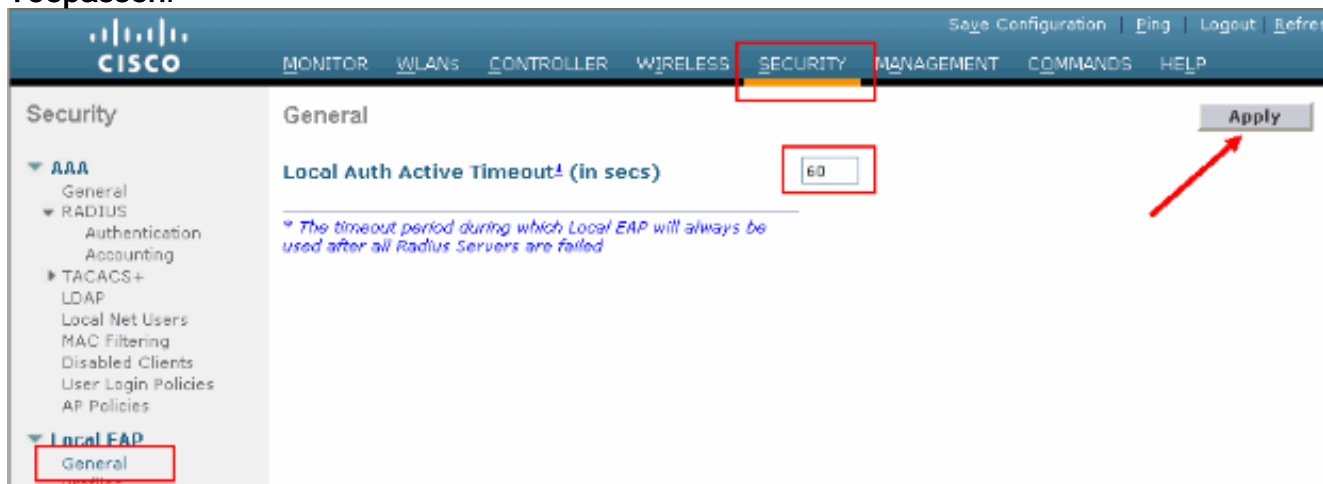 Toepassen.
Save Configuration | Ping | Logout | Refres
CISCO
MONITOR WLANs CONTROLLER WIRELESS SECURITY MANAGEMENT COMMANDS HELP
Security
General
Apply
AAA
General
RADIUS
Authentication
Accounting
TACACS+
LDAP
Local Net Users
MAC Filtering
Disabled Clients
User Login Policies
AP Policies
Local EAP
General
Local Auth Active Timeout¹ (in secs) 60
* The timeout period during which Local EAP will always be
used after all Radius Servers are failed